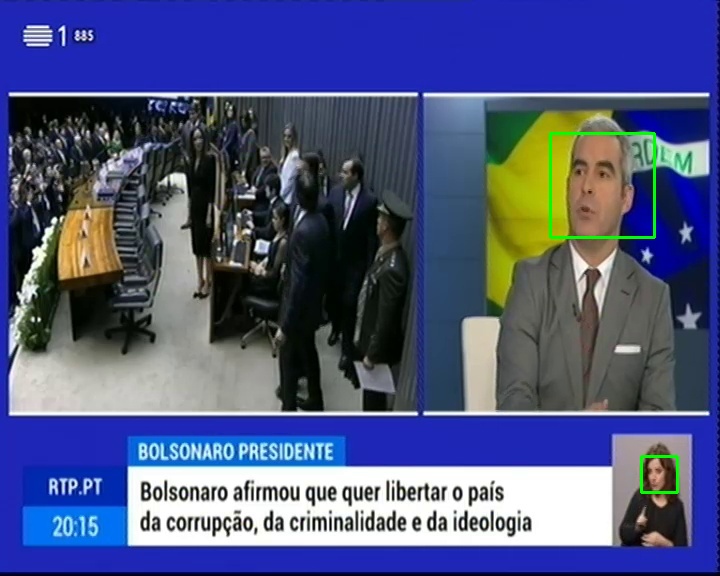 1 885
RDEM
BOLSONARO PRESIDENTE
RTP.PT
Bolsonaro afirmou que quer libertar o país
20:15
da corrupção, da criminalidade e da ideologia